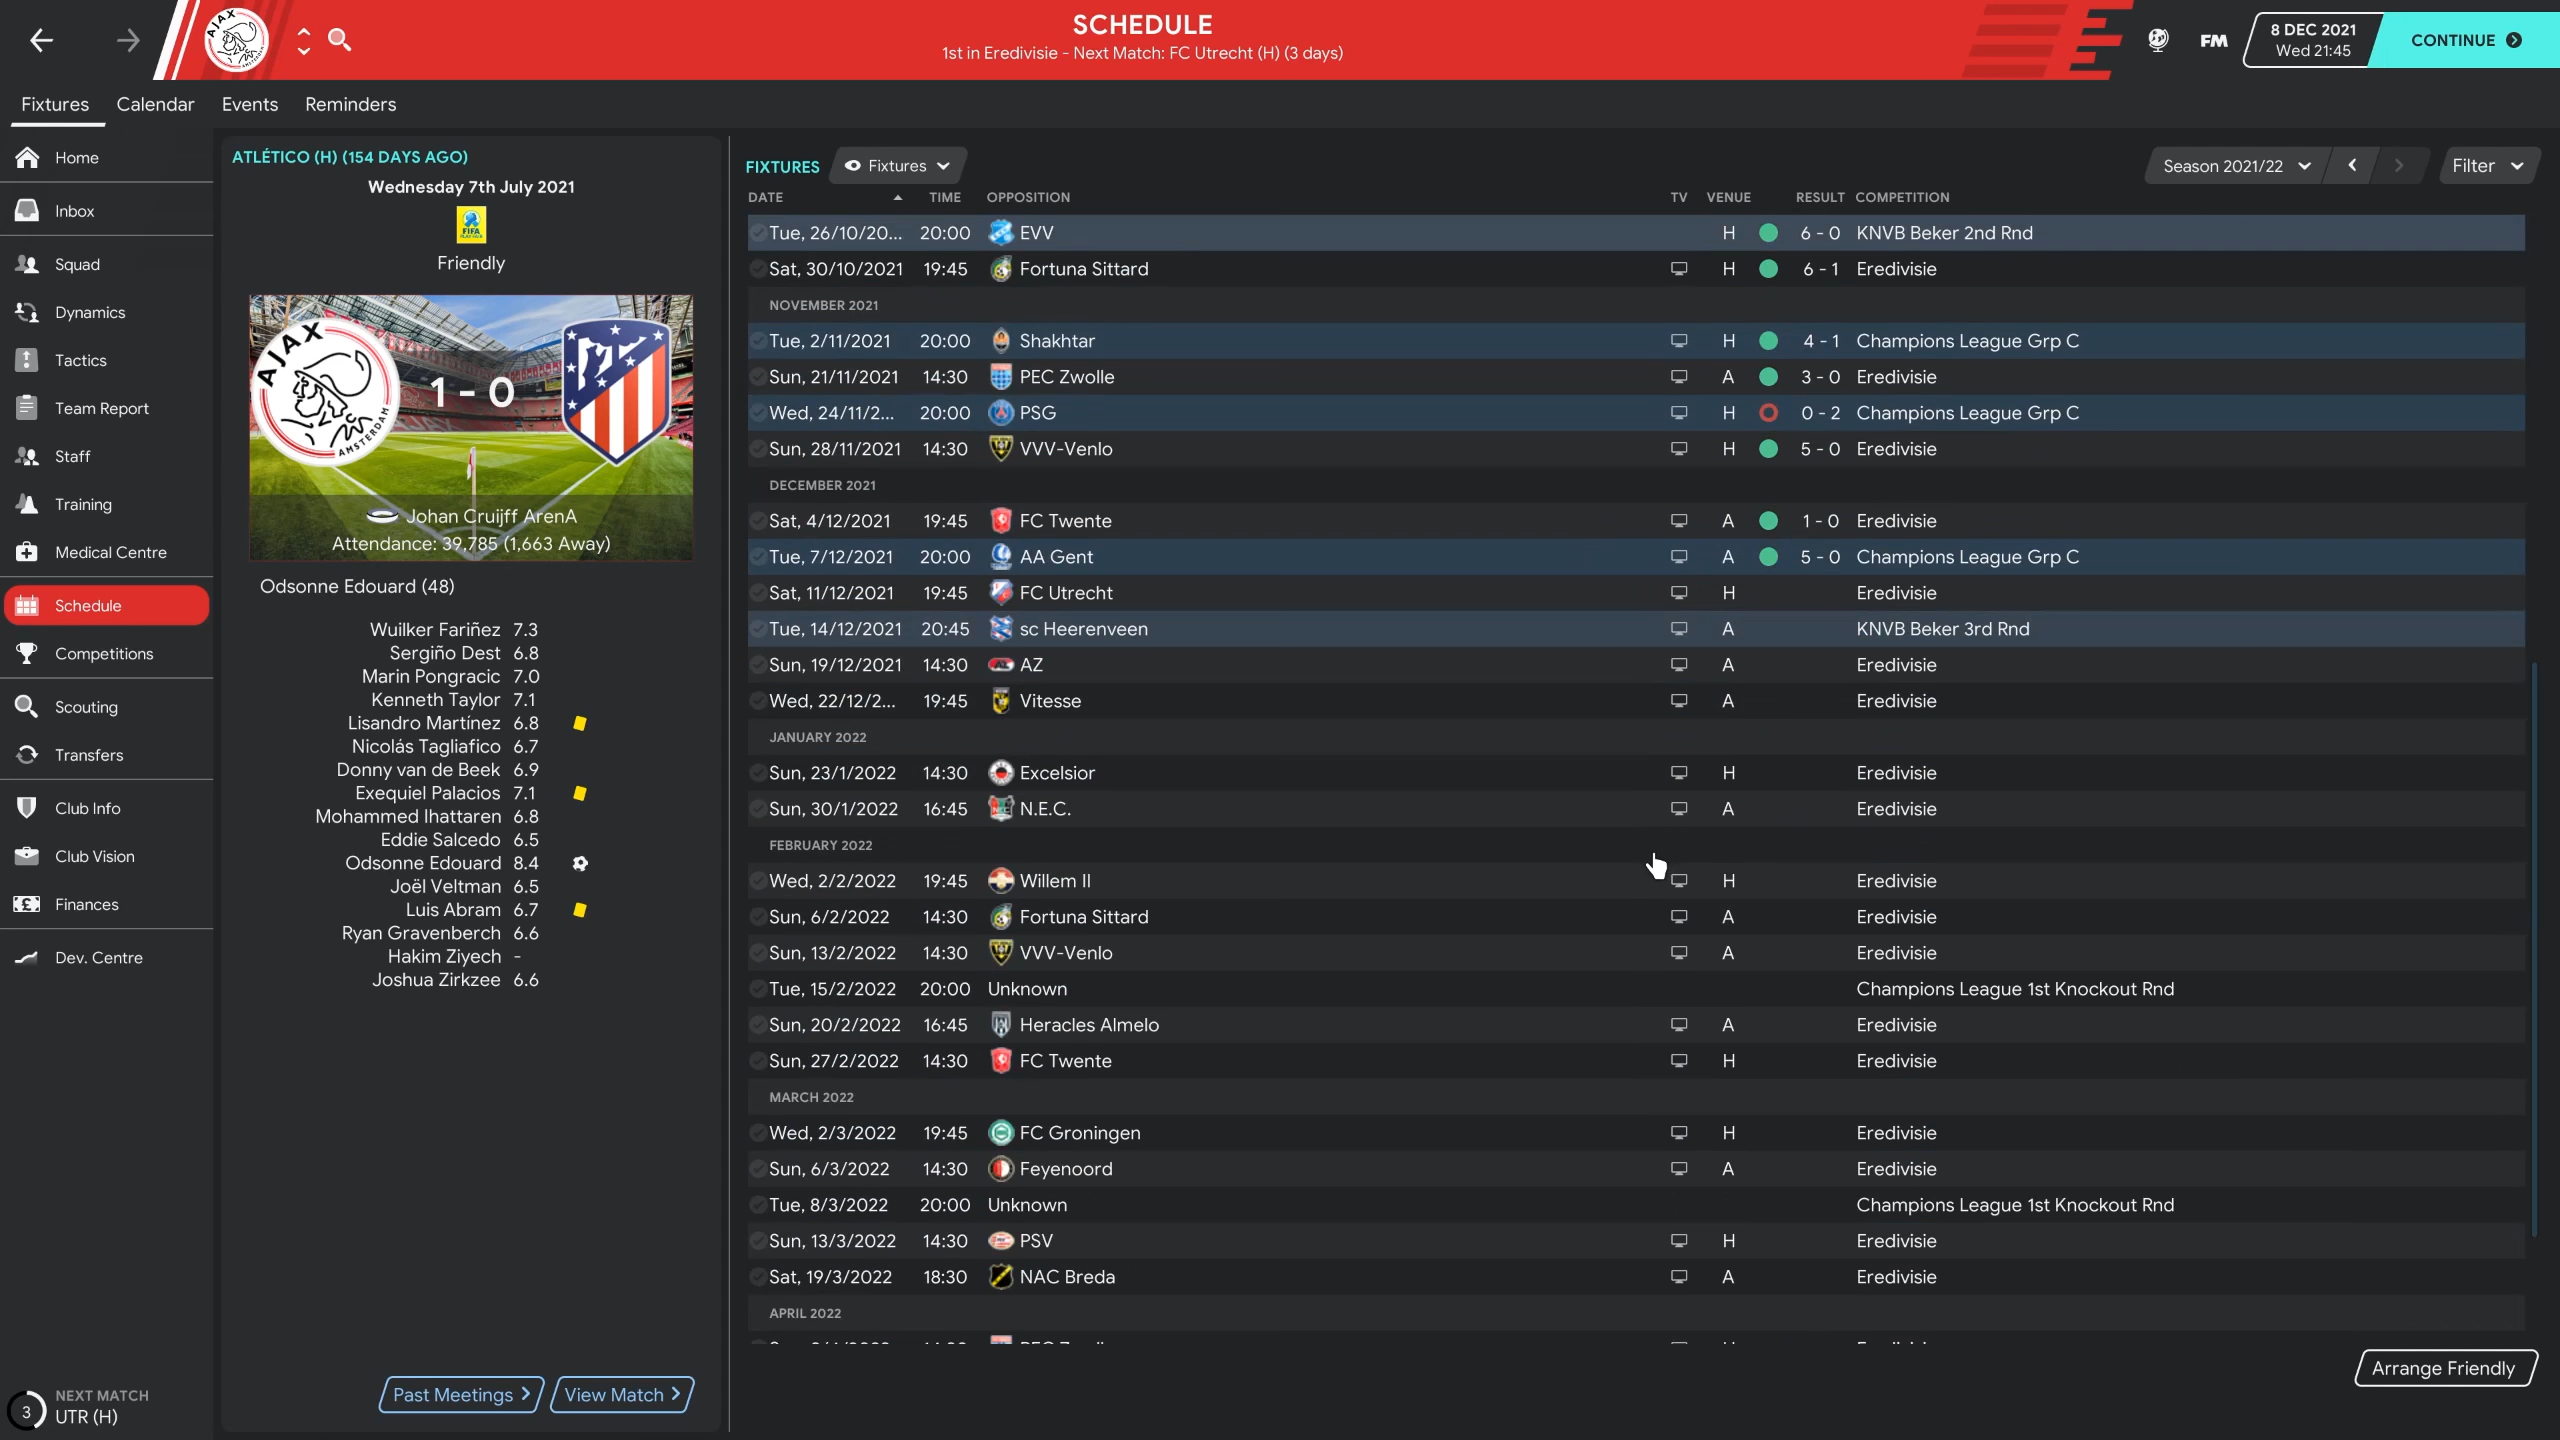 SCHEDULE
1st in Eredivisie - Next Match: FC Utrecht (H) (3 days)
FM
8 DEC 2021
Wed 21:45
CONTINUE
Fixtures Calendar Events Reminders
Home
Inbox
Squad
Dynamics
Tactics
Team Report
Staff
Training
Medical Centre
Schedule
Competitions
Scouting
Transfers
Club Info
Club Vision
Finances
Dev. Centre
3
NEXT MATCH
UTR (H)
ATLÉTICO (H) (154 DAYS AGO)
Wednesday 7th July 2021
FIFA
Friendly
AJAX
AMSTERDAM
1 - 0
Johan Cruijff ArenA
Attendance: 39,785 (1,663 Away)
Odsonne Edouard (48)
Wuilker Fariñez 7.3
Sergiño Dest 6.8
Marin Pongracic 7.0
Kenneth Taylor 7.1
Lisandro Martínez 6.8
Nicolás Tagliafico 6.7
Donny van de Beek 6.9
Exequiel Palacios 7.1
Mohammed Ihattaren 6.8
Eddie Salcedo 6.5
Odsonne Edouard 8.4
Joël Veltman 6.5
Luis Abram 6.7
Ryan Gravenberch 6.6
Hakim Ziyech -
Joshua Zirkzee 6.6
Past Meetings
View Match
FIXTURES Fixtures Season 2021/22 Filter
DATE TIME OPPOSITION TV VENUE RESULT COMPETITION
Tue, 26/10/20... 20:00 EVV H 6 - 0 KNVB Beker 2nd Rnd
Sat, 30/10/2021 19:45 Fortuna Sittard H 6 - 1 Eredivisie
NOVEMBER 2021
Tue, 2/11/2021 20:00 Shakhtar H 4 - 1 Champions League Grp C
Sun, 21/11/2021 14:30 PEC Zwolle A 3 - 0 Eredivisie
Wed, 24/11/2... 20:00 PSG H 0 - 2 Champions League Grp C
Sun, 28/11/2021 14:30 VVV-Venlo H 5 - 0 Eredivisie
DECEMBER 2021
Sat, 4/12/2021 19:45 FC Twente A 1 - 0 Eredivisie
Tue, 7/12/2021 20:00 AA Gent A 5 - 0 Champions League Grp C
Sat, 11/12/2021 19:45 FC Utrecht H Eredivisie
Tue, 14/12/2021 20:45 sc Heerenveen A KNVB Beker 3rd Rnd
Sun, 19/12/2021 14:30 AZ A Eredivisie
Wed, 22/12/2... 19:45 Vitesse A Eredivisie
JANUARY 2022
Sun, 23/1/2022 14:30 Excelsior H Eredivisie
Sun, 30/1/2022 16:45 N.E.C. A Eredivisie
FEBRUARY 2022
Wed, 2/2/2022 19:45 Willem II H Eredivisie
Sun, 6/2/2022 14:30 Fortuna Sittard A Eredivisie
Sun, 13/2/2022 14:30 VVV-Venlo A Eredivisie
Tue, 15/2/2022 20:00 Unknown Champions League 1st Knockout Rnd
Sun, 20/2/2022 16:45 Heracles Almelo A Eredivisie
Sun, 27/2/2022 14:30 FC Twente H Eredivisie
MARCH 2022
Wed, 2/3/2022 19:45 FC Groningen H Eredivisie
Sun, 6/3/2022 14:30 Feyenoord A Eredivisie
Tue, 8/3/2022 20:00 Unknown Champions League 1st Knockout Rnd
Sun, 13/3/2022 14:30 PSV H Eredivisie
Sat, 19/3/2022 18:30 NAC Breda A Eredivisie
APRIL 2022
Arrange Friendly